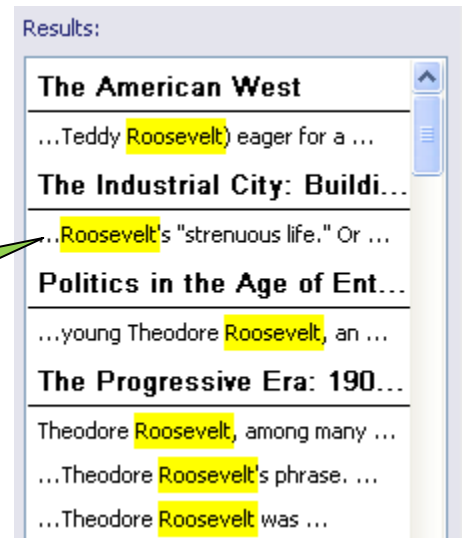 Results:
The American West
...Teddy Roosevelt) eager for a ...
The Industrial City: Buildi...
...Roosevelt's "strenuous life." Or ...
Politics in the Age of Ent...
...young Theodore Roosevelt, an ...
The Progressive Era: 190...
Theodore Roosevelt, among many ...
...Theodore Roosevelt's phrase. ...
...Theodore Roosevelt was ...